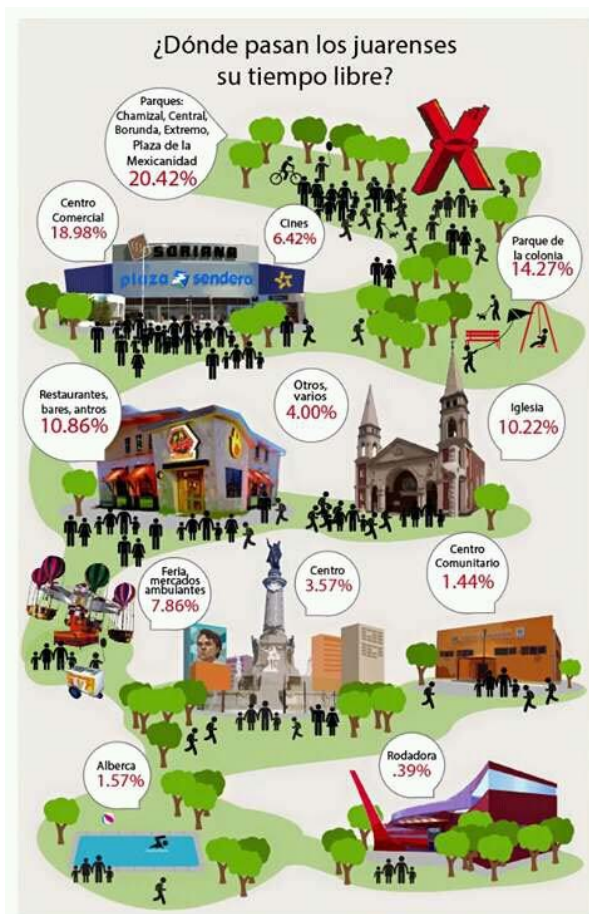 ¿Dónde pasan los juarenses
su tiempo libre?
Parques:
Chamizal, Central,
Borunda, Extremo,
Plaza de la
Mexicanidad
20.42%
Centro
Comercial
18.98%
Cines
6.42%
SORIANA
plaza sendero
Parque de
la colonia
14.27%
Restaurantes,
bares, antros
10.86%
Otros,
varios
4.00%
Iglesia
10.22%
Feria,
mercados
ambulantes
7.86%
Centro
3.57%
Centro
Comunitario
1.44%
Alberca
1.57%
Rodadora
.39%